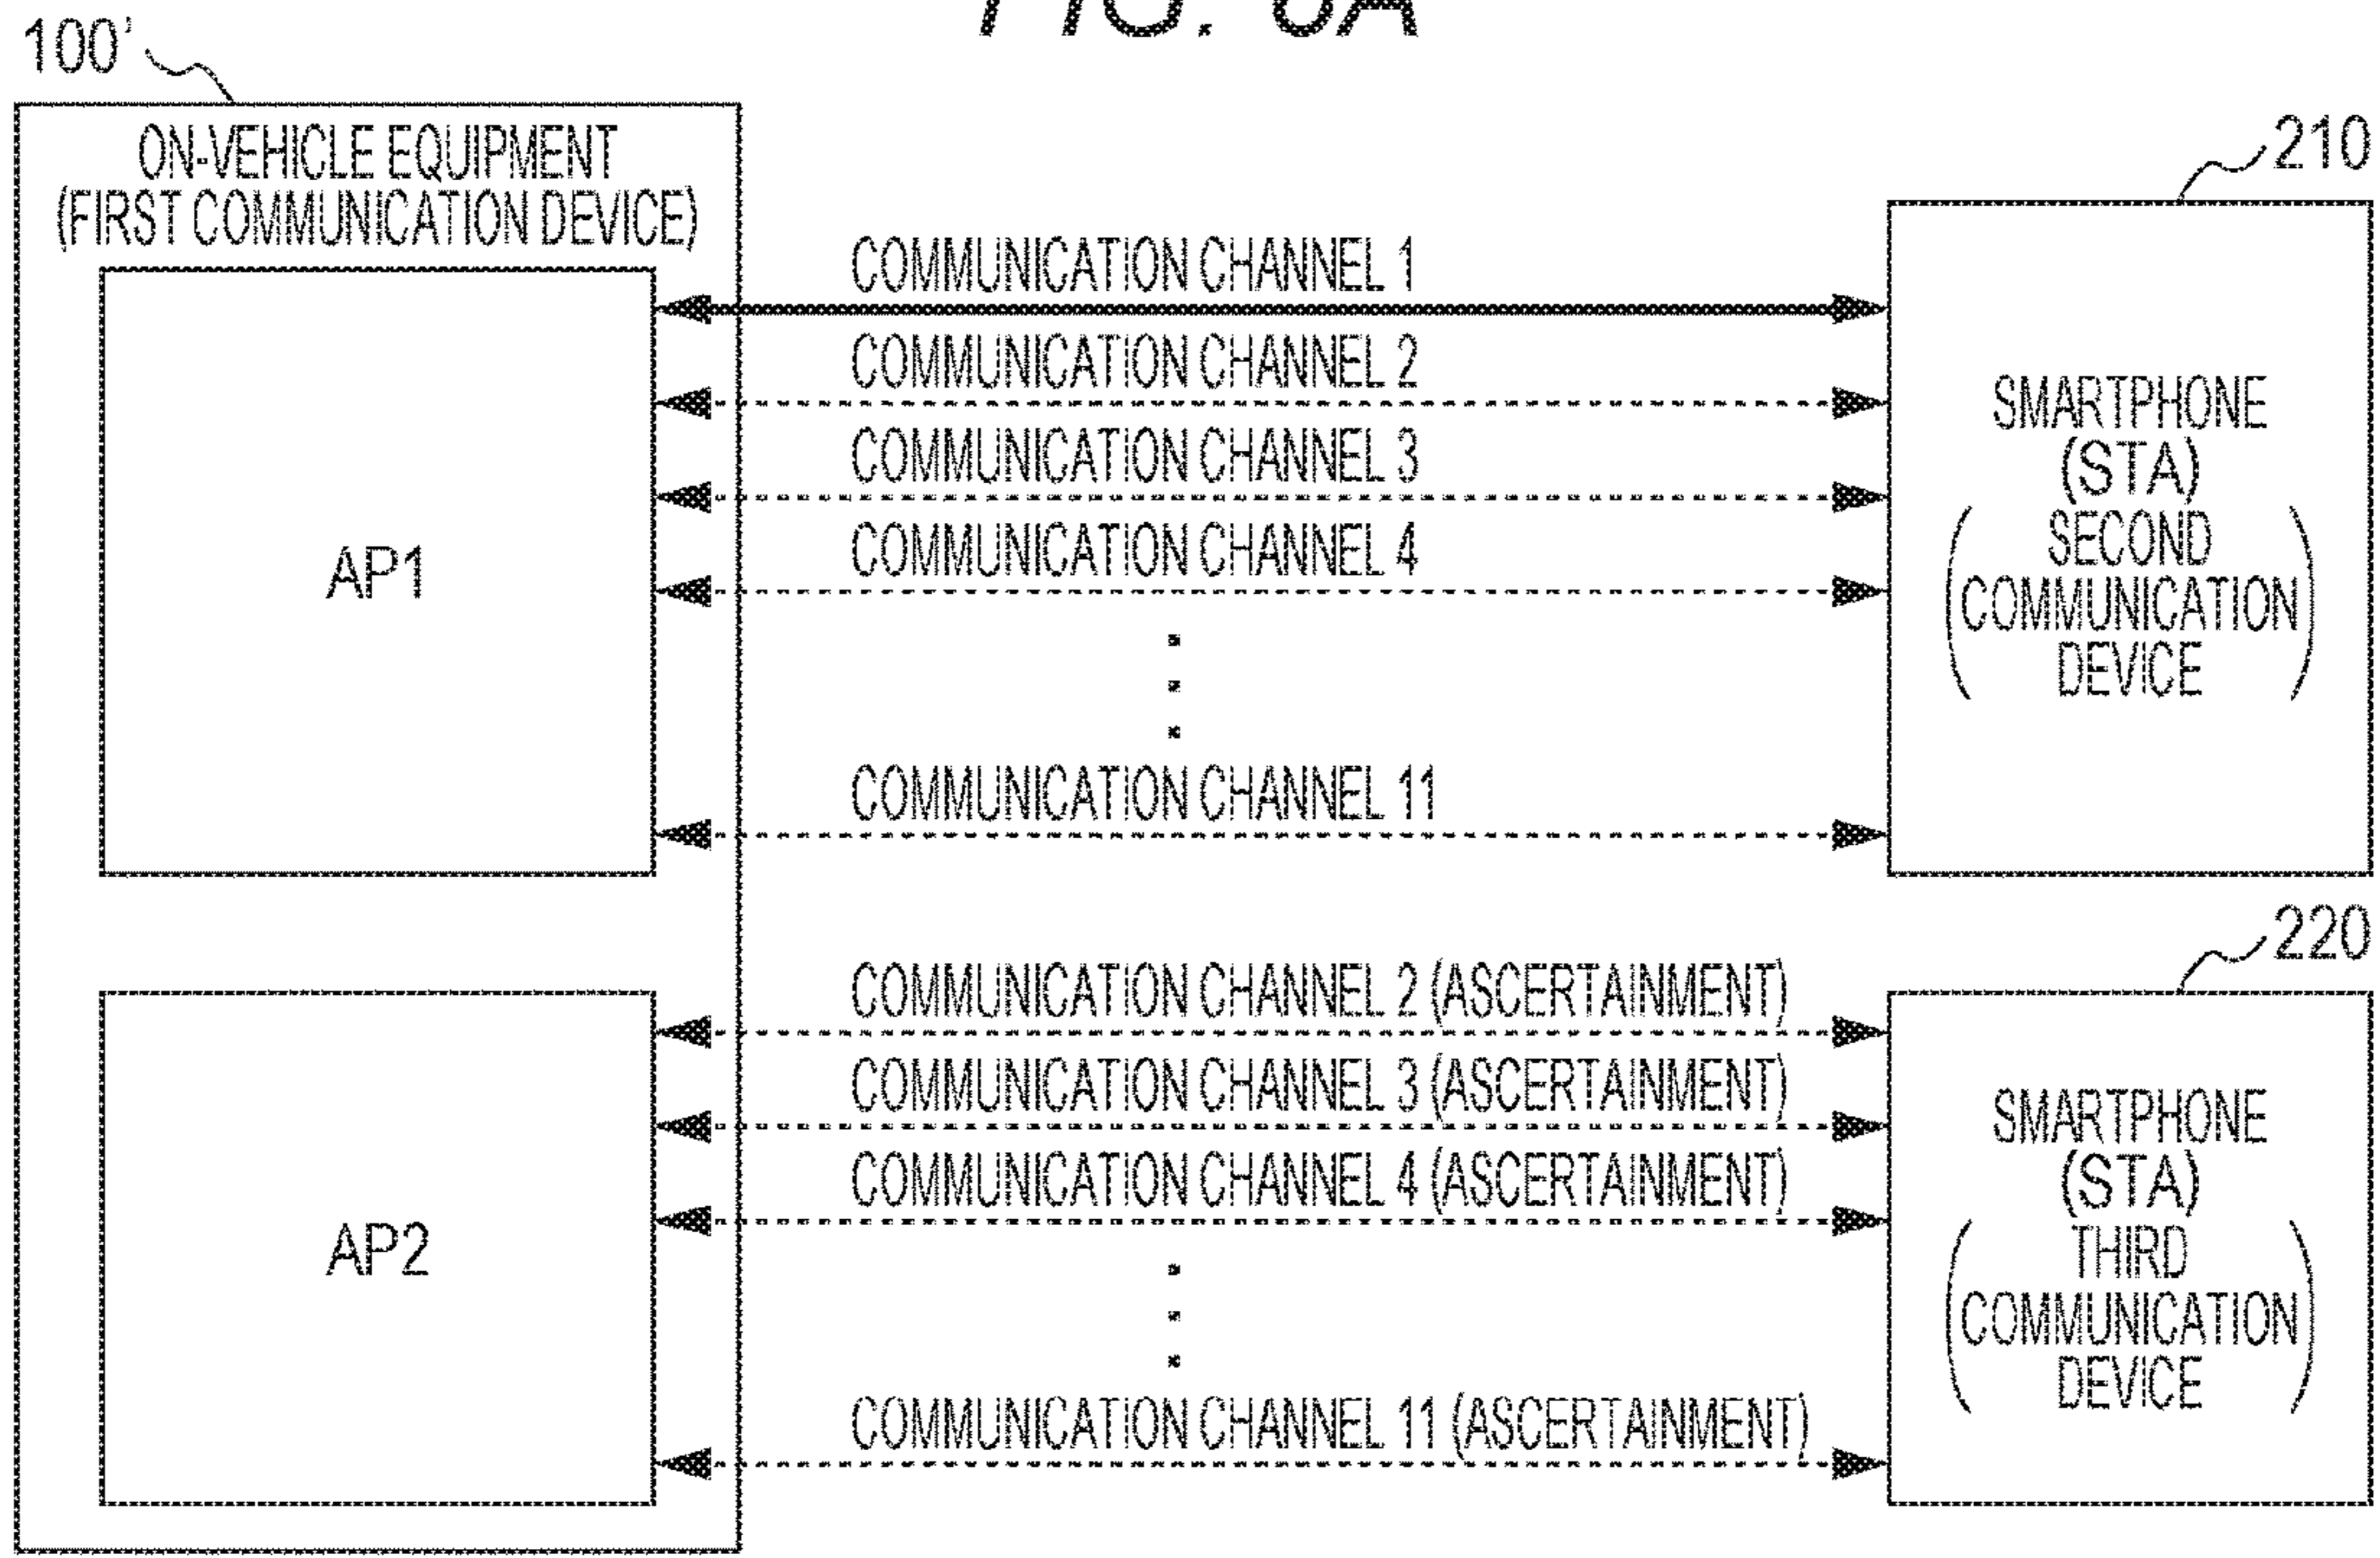 FIG.
100'
ON-VEHICLE EQUIPMENT
(FIRST COMMUNICATION DEVICE)
AP1
COMMUNICATION CHANNEL 1
COMMUNICATION CHANNEL 2
COMMUNICATION CHANNEL 3
COMMUNICATION CHANNEL 4
COMMUNICATION CHANNEL 11
210
SMARTPHONE
(STA)
(SECOND
COMMUNICATION
DEVICE)
AP2
COMMUNICATION CHANNEL 2 (ASCERTAINMENT)
COMMUNICATION CHANNEL 3 (ASCERTAINMENT)
COMMUNICATION CHANNEL 4 (ASCERTAINMENT)
COMMUNICATION CHANNEL 11 (ASCERTAINMENT)
220
SMARTPHONE
(STA)
(THIRD
COMMUNICATION
DEVICE)